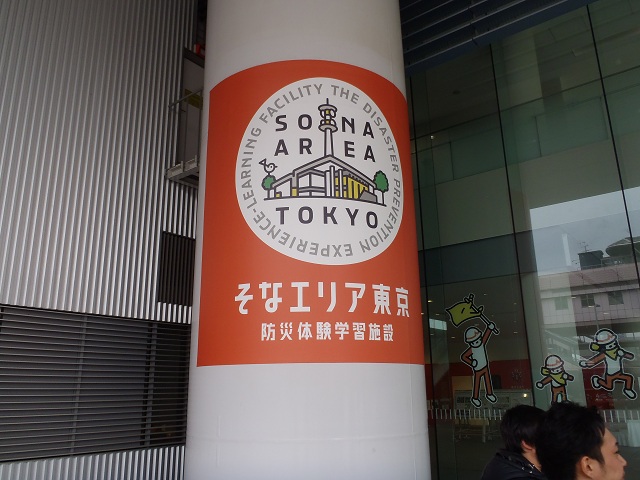 THE DISASTER PREVENTION EXPERIENCE-LEARNING FACILITY
SONA
AREA
TOKYO
そなエリア東京
防災体験学習施設